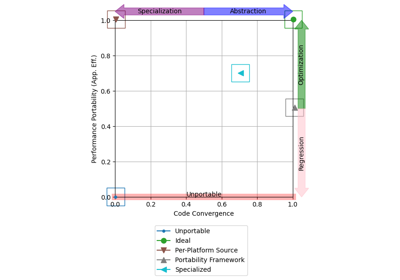 Specialization
Abstraction
1.0
0.8
0.6
0.4
0.2
0.0
Performance Portability (App. Eff.)
Optimization
Regression
Unportable
0.0 0.2 0.4 0.6 0.8 1.0
Code Convergence
Unportable
Ideal
Per-Platform Source
Portability Framework
Specialized